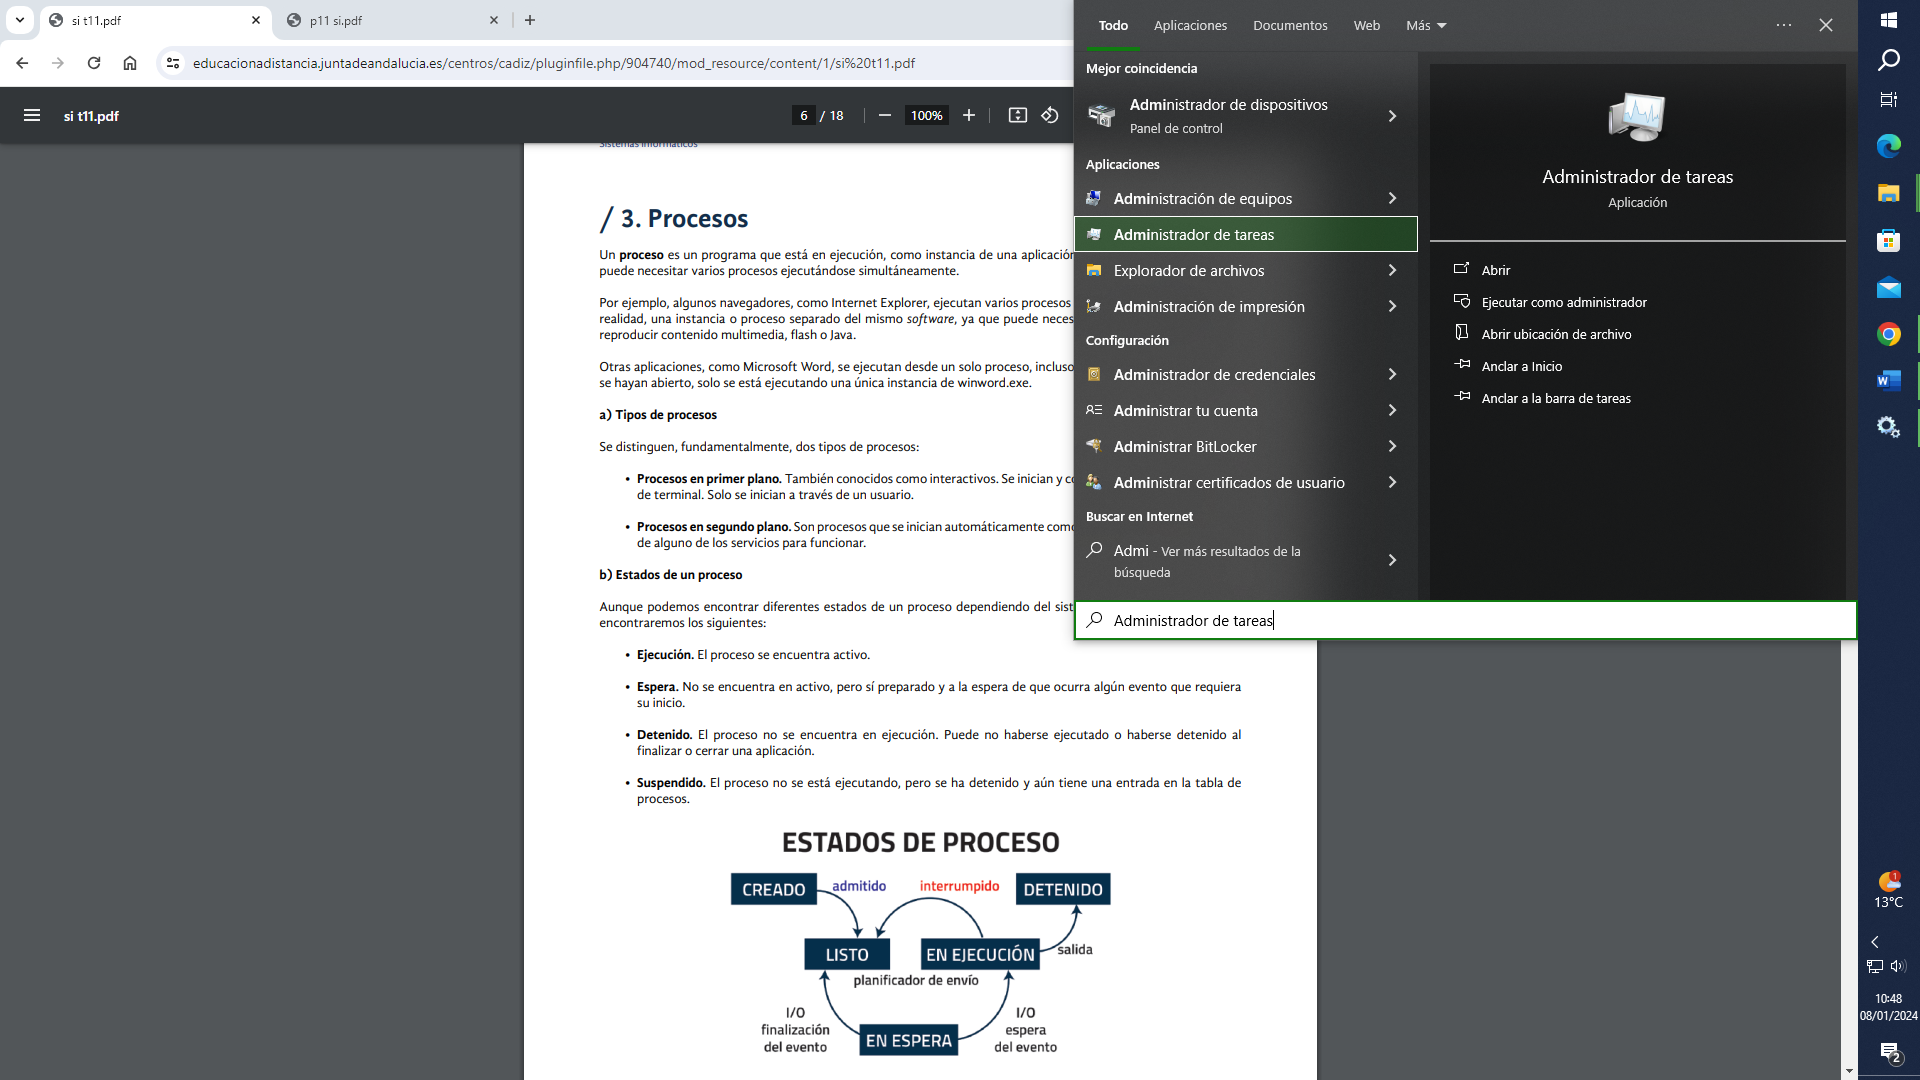 si t11.pdf
p11 si.pdf
educacionadistancia.juntadeandalucia.es/centros/cadiz/pluginfile.php/904740/mod_resource/content/1/si%20t11.pdf
si t11.pdf
6 / 18
100%
Sistemas Informáticos
/ 3. Procesos
Un proceso es un programa que está en ejecución, como instancia de una aplicación
puede necesitar varios procesos ejecutándose simultáneamente.
Por ejemplo, algunos navegadores, como Internet Explorer, ejecutan varios procesos
realidad, una instancia o proceso separado del mismo software, ya que puede neces
reproducir contenido multimedia, flash o Java.
Otras aplicaciones, como Microsoft Word, se ejecutan desde un solo proceso, incluso
se hayan abierto, solo se está ejecutando una única instancia de winword.exe.
a) Tipos de procesos
Se distinguen, fundamentalmente, dos tipos de procesos:
• Procesos en primer plano. También conocidos como interactivos. Se inician y co
de terminal. Solo se inician a través de un usuario.
• Procesos en segundo plano. Son procesos que se inician automáticamente como
de alguno de los servicios para funcionar.
b) Estados de un proceso
Aunque podemos encontrar diferentes estados de un proceso dependiendo del sist
encontraremos los siguientes:
• Ejecución. El proceso se encuentra activo.
• Espera. No se encuentra en activo, pero sí preparado y a la espera de que ocurra algún evento que requiera
su inicio.
• Detenido. El proceso no se encuentra en ejecución. Puede no haberse ejecutado o haberse detenido al
finalizar o cerrar una aplicación.
• Suspendido. El proceso no se está ejecutando, pero se ha detenido y aún tiene una entrada en la tabla de
procesos.
ESTADOS DE PROCESO
CREADO
admitido
interrumpido
DETENIDO
LISTO
EN EJECUCIÓN
salida
planificador de envío
I/O
finalización
del evento
EN ESPERA
I/O
espera
del evento
Todo
Aplicaciones
Documentos
Web
Más
Mejor coincidencia
Administrador de dispositivos
Panel de control
Aplicaciones
Administración de equipos
Administrador de tareas
Explorador de archivos
Administración de impresión
Configuración
Administrador de credenciales
Administrar tu cuenta
Administrar BitLocker
Administrar certificados de usuario
Buscar en Internet
Admi - Ver más resultados de la
búsqueda
Administrador de tareas
Administrador de tareas
Aplicación
Abrir
Ejecutar como administrador
Abrir ubicación de archivo
Anclar a Inicio
Anclar a la barra de tareas
W
1
13°C
10:48
08/01/2024
2